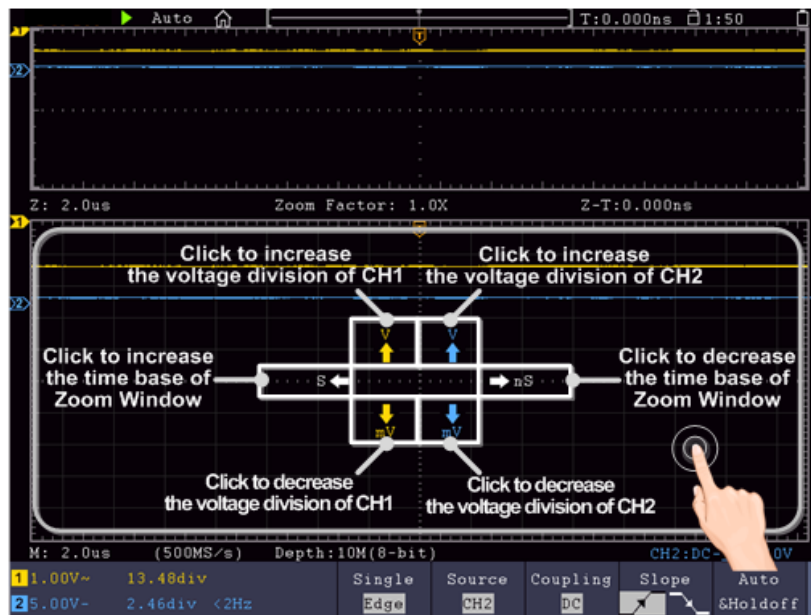 Auto T:0.000ns 1:50
1
T
2
Z: 2.0us Zoom Factor: 1.0X Z-T:0.000ns
1
Click to increase
the voltage division of CH1
Click to increase
the voltage division of CH2
2
V V
Click to increase
the time base of
Zoom Window
S nS
Click to decrease
the time base of
Zoom Window
mV mV
Click to decrease
the voltage division of CH1
Click to decrease
the voltage division of CH2
M: 2.0us (500MS/s) Depth:10M(8-bit) CH2:DC- 0V
1 1.00V~ 13.48div Single Source Coupling Slope Auto
2 5.00V- 2.46div <2Hz Edge CH2 DC &Holdoff